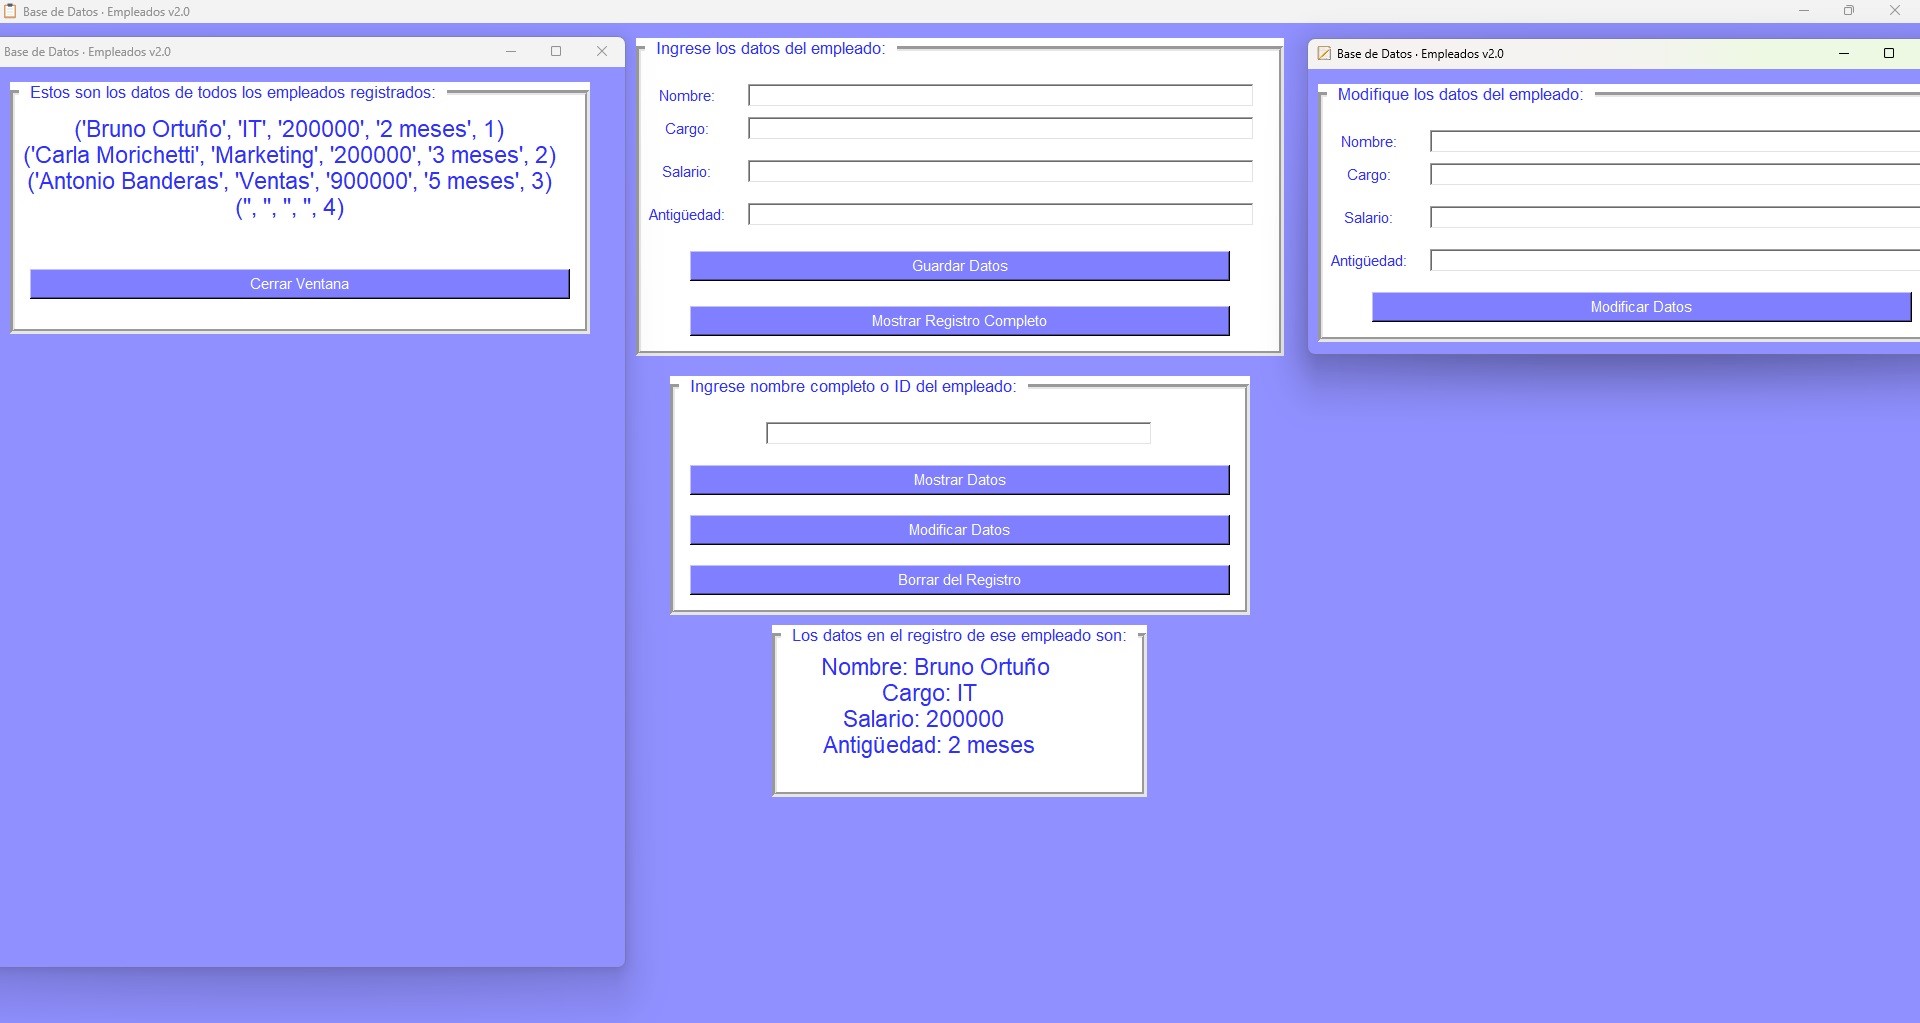 Base de Datos · Empleados v2.0
Base de Datos · Empleados v2.0
Estos son los datos de todos los empleados registrados:
('Bruno Ortuño', 'IT', '200000', '2 meses', 1)
('Carla Morichetti', 'Marketing', '200000', '3 meses', 2)
('Antonio Banderas', 'Ventas', '900000', '5 meses', 3)
('', '', '', '', 4)
Cerrar Ventana
Ingrese los datos del empleado:
Nombre:
Cargo:
Salario:
Antigüedad:
Guardar Datos
Mostrar Registro Completo
Ingrese nombre completo o ID del empleado:
Mostrar Datos
Modificar Datos
Borrar del Registro
Los datos en el registro de ese empleado son:
Nombre: Bruno Ortuño
Cargo: IT
Salario: 200000
Antigüedad: 2 meses
Base de Datos · Empleados v2.0
Modifique los datos del empleado:
Nombre:
Cargo:
Salario:
Antigüedad:
Modificar Datos